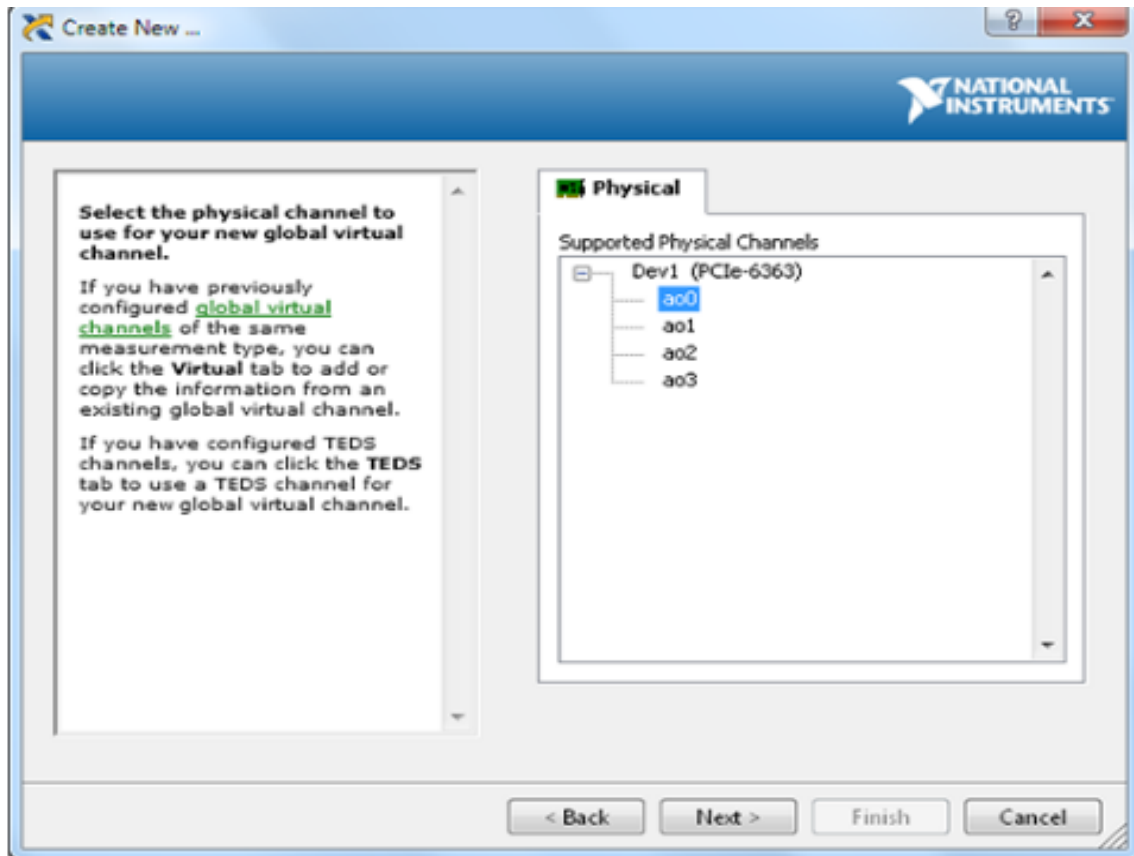 Create New ...
NATIONAL
INSTRUMENTS
Select the physical channel to
use for your new global virtual
channel.
If you have previously
configured global virtual
channels of the same
measurement type, you can
click the Virtual tab to add or
copy the information from an
existing global virtual channel.
If you have configured TEDS
channels, you can click the TEDS
tab to use a TEDS channel for
your new global virtual channel.
Physical
Supported Physical Channels
Dev1 (PCIe-6363)
ao0
ao1
ao2
ao3
< Back
Next >
Finish
Cancel